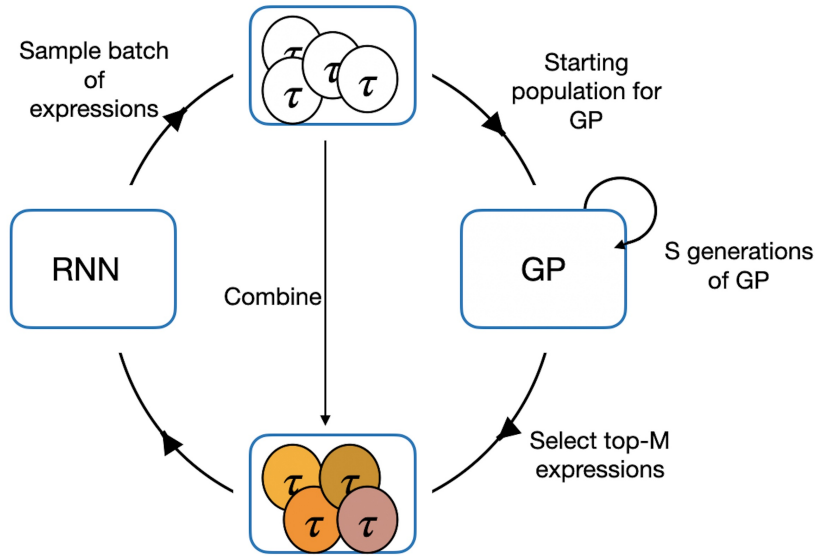 Sample batch
of
expressions
τ
τ
τ
τ
Starting
population for
GP
RNN
GP
S generations
of GP
Combine
Select top-M
expressions
τ
τ
τ
τ